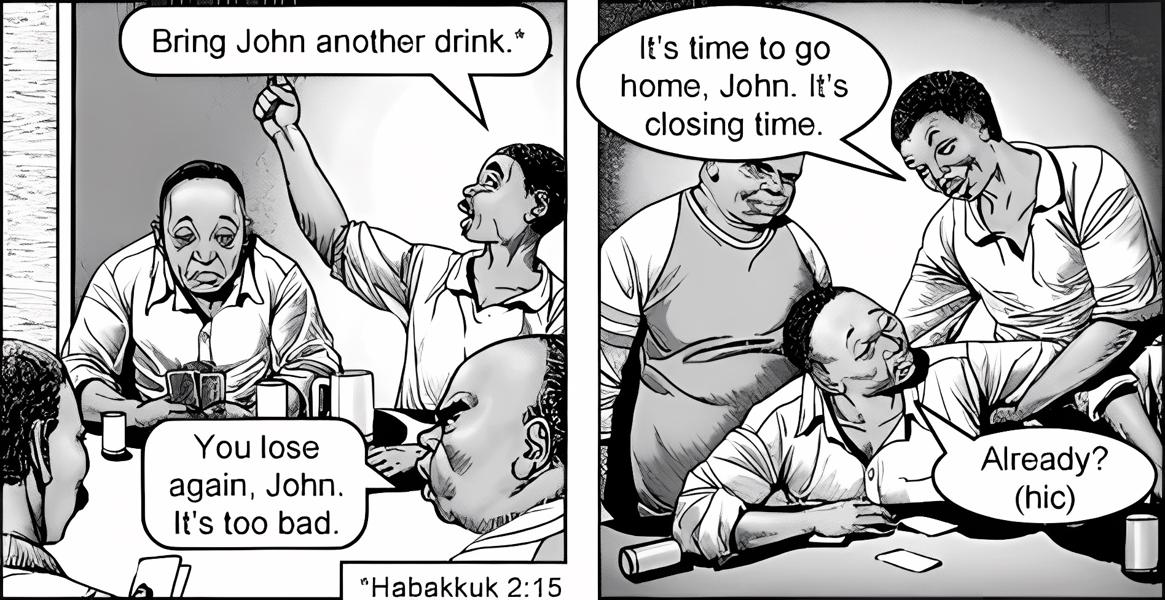 Bring John another drink.*
You lose
again, John.
It's too bad.
*Habakkuk 2:15
It's time to go
home, John. It's
closing time.
Already?
(hic)